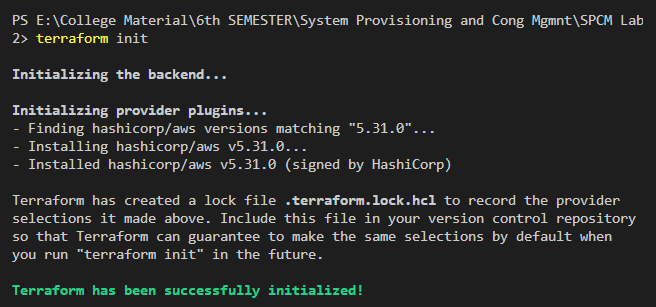 PS E:\College Material\6th SEMESTER\System Provisioning and Cong Mgmnt\SPCM Lab
2> terraform init
Initializing the backend...
Initializing provider plugins...
- Finding hashicorp/aws versions matching "5.31.0"...
- Installing hashicorp/aws v5.31.0...
- Installed hashicorp/aws v5.31.0 (signed by HashiCorp)
Terraform has created a lock file .terraform.lock.hcl to record the provider
selections it made above. Include this file in your version control repository
so that Terraform can guarantee to make the same selections by default when
you run "terraform init" in the future.
Terraform has been successfully initialized!